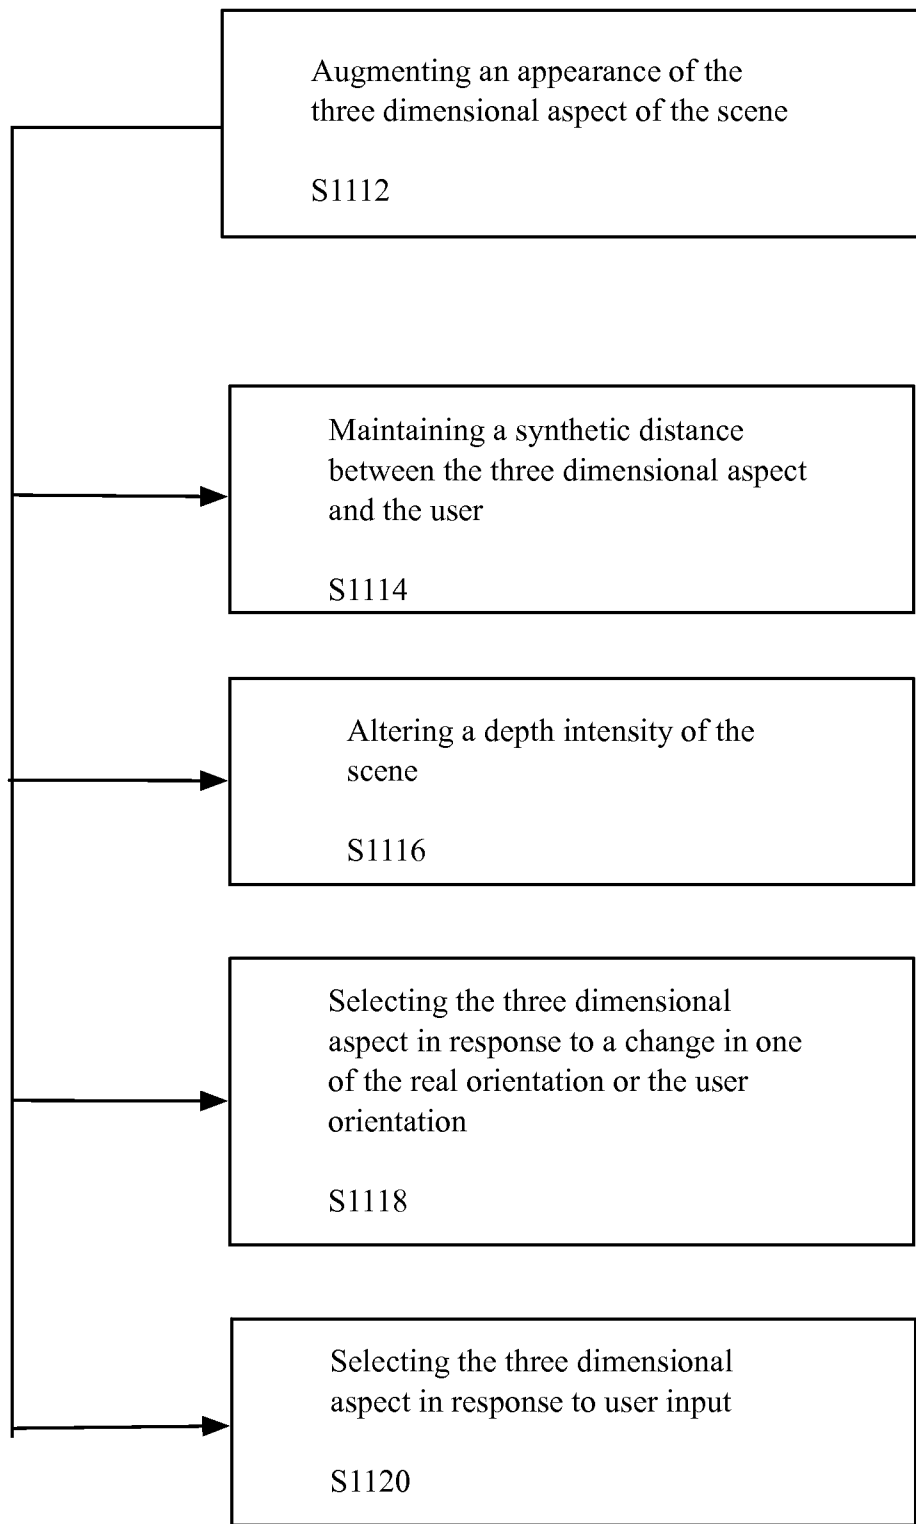 Augmenting an appearance of the
three dimensional aspect of the scene
S1112
Maintaining a synthetic distance
between the three dimensional aspect
and the user
S1114
Altering a depth intensity of the
scene
S1116
Selecting the three dimensional
aspect in response to a change in one
of the real orientation or the user
orientation
S1118
Selecting the three dimensional
aspect in response to user input
S1120